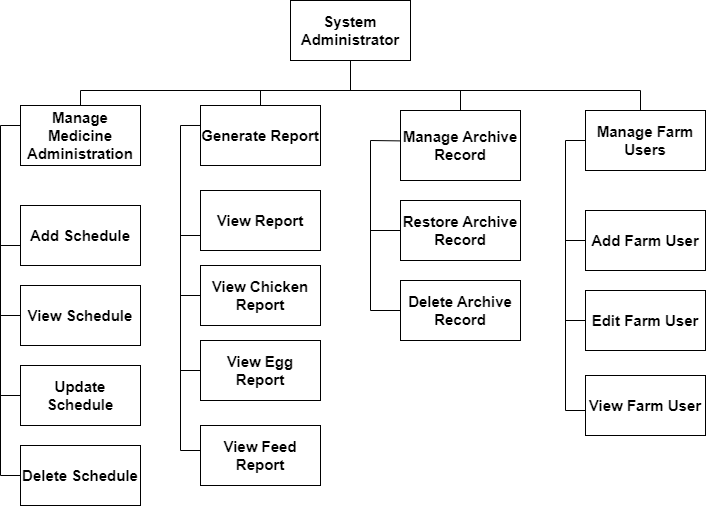 System
Administrator
Manage
Medicine
Administration
Generate Report
Manage Archive
Record
Manage Farm
Users
Add Schedule
View Report
Restore Archive
Record
Add Farm User
View Schedule
View Chicken
Report
Delete Archive
Record
Edit Farm User
Update
Schedule
View Egg
Report
View Farm User
Delete Schedule
View Feed
Report